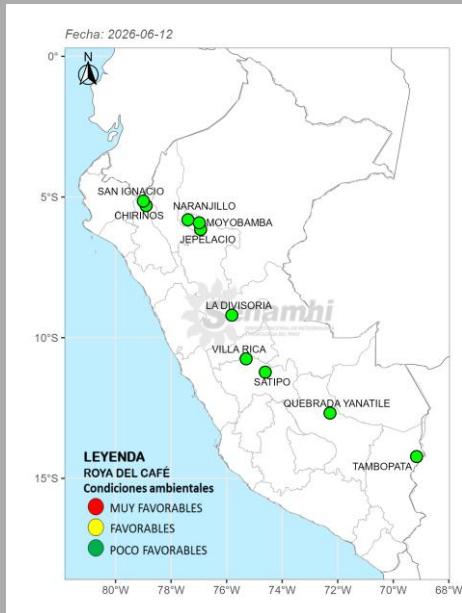 Fecha: 2026-06-12
N
0°
5°S
SAN IGNACIO
NARANJILLO
CHIRINOS
MOYOBAMBA
JEPELACIO
LA DIVISORIA
Senamhi
10°S
VILLA RICA
SATIPO
QUEBRADA YANATILE
TAMBOPATA
15°S
LEYENDA
ROYA DEL CAFÉ
Condiciones ambientales
MUY FAVORABLES
FAVORABLES
POCO FAVORABLES
80°W 78°W 76°W 74°W 72°W 70°W 68°W